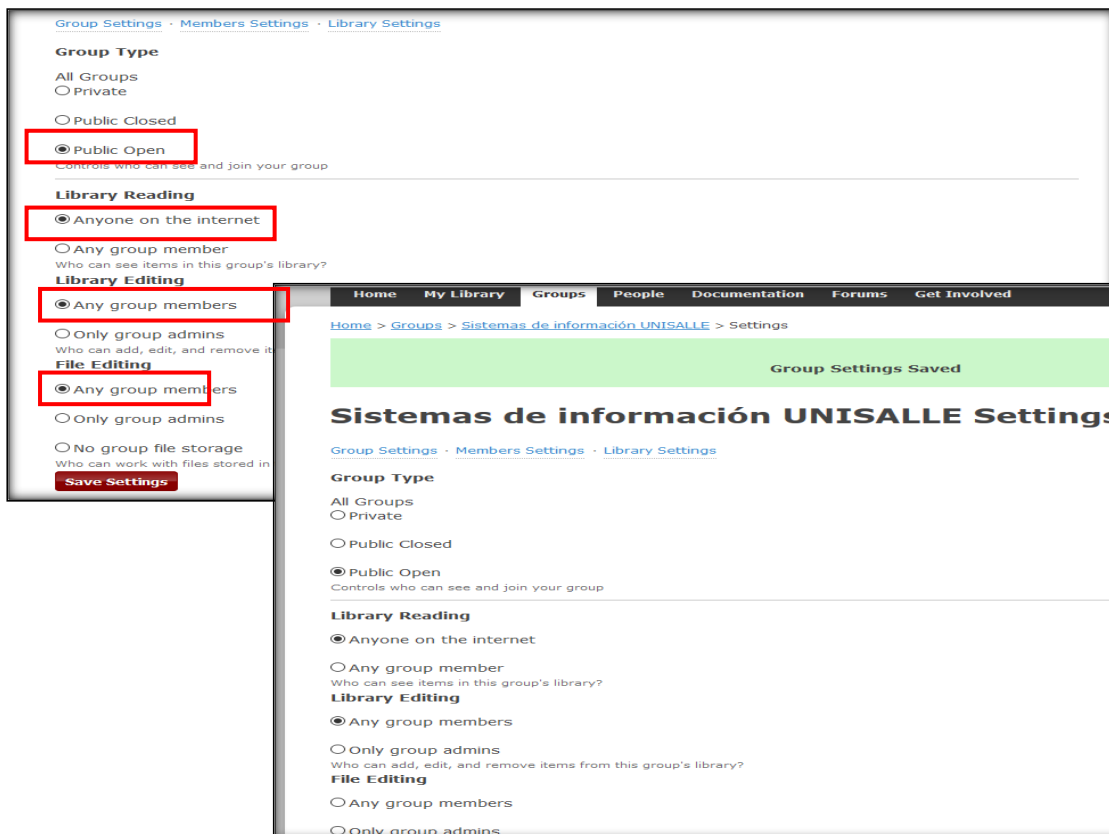 Group Settings · Members Settings · Library Settings
Group Type
All Groups
Private
Public Closed
Public Open
Controls who can see and join your group
Library Reading
Anyone on the internet
Any group member
Who can see items in this group's library?
Library Editing
Any group members
Only group admins
Who can add, edit, and remove
File Editing
Any group members
Only group admins
No group file storage
Who can work with files stored in
Save Settings
Home My Library Groups People Documentation Forums Get Involved
Home > Groups > Sistemas de información UNISALLE > Settings
Group Settings Saved
Sistemas de información UNISALLE Settings
Group Settings · Members Settings · Library Settings
Group Type
All Groups
Private
Public Closed
Public Open
Controls who can see and join your group
Library Reading
Anyone on the internet
Any group member
Who can see items in this group's library?
Library Editing
Any group members
Only group admins
Who can add, edit, and remove items from this group's library?
File Editing
Any group members
Only group admins